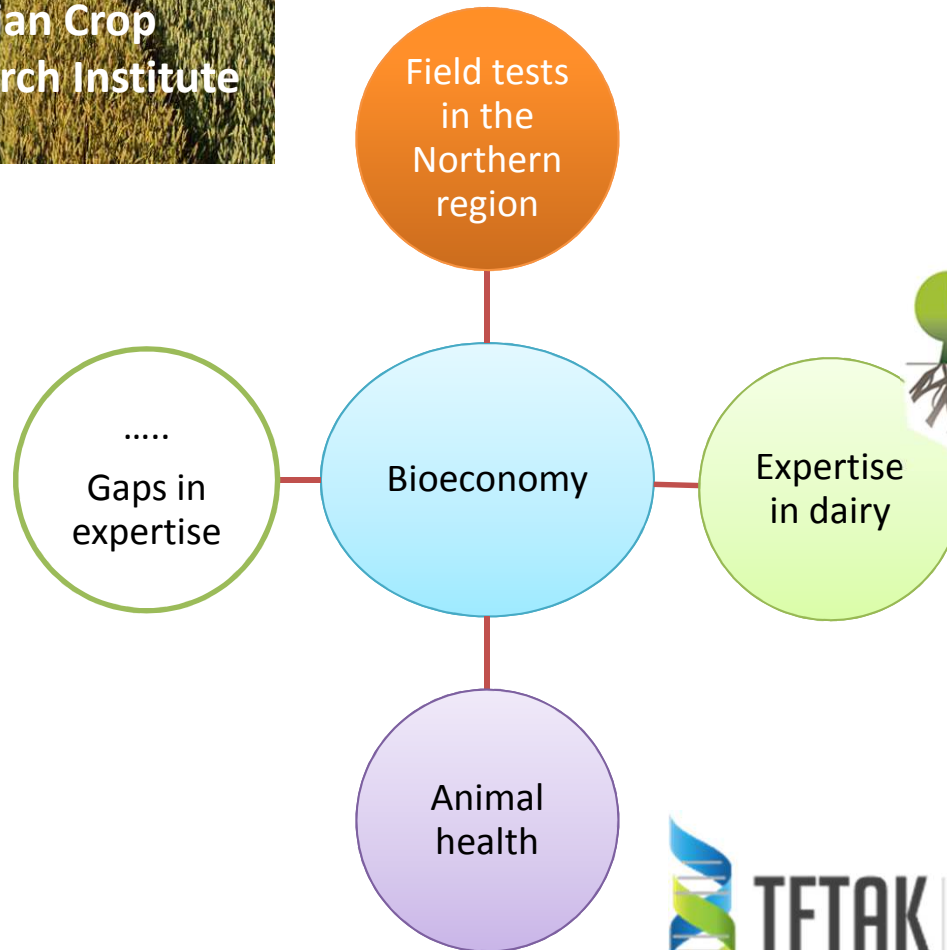 an Crop
rch Institute
Field tests
in the
Northern
region
.....
Gaps in
expertise
Bioeconomy
Expertise
in dairy
Animal
health
TFTAK